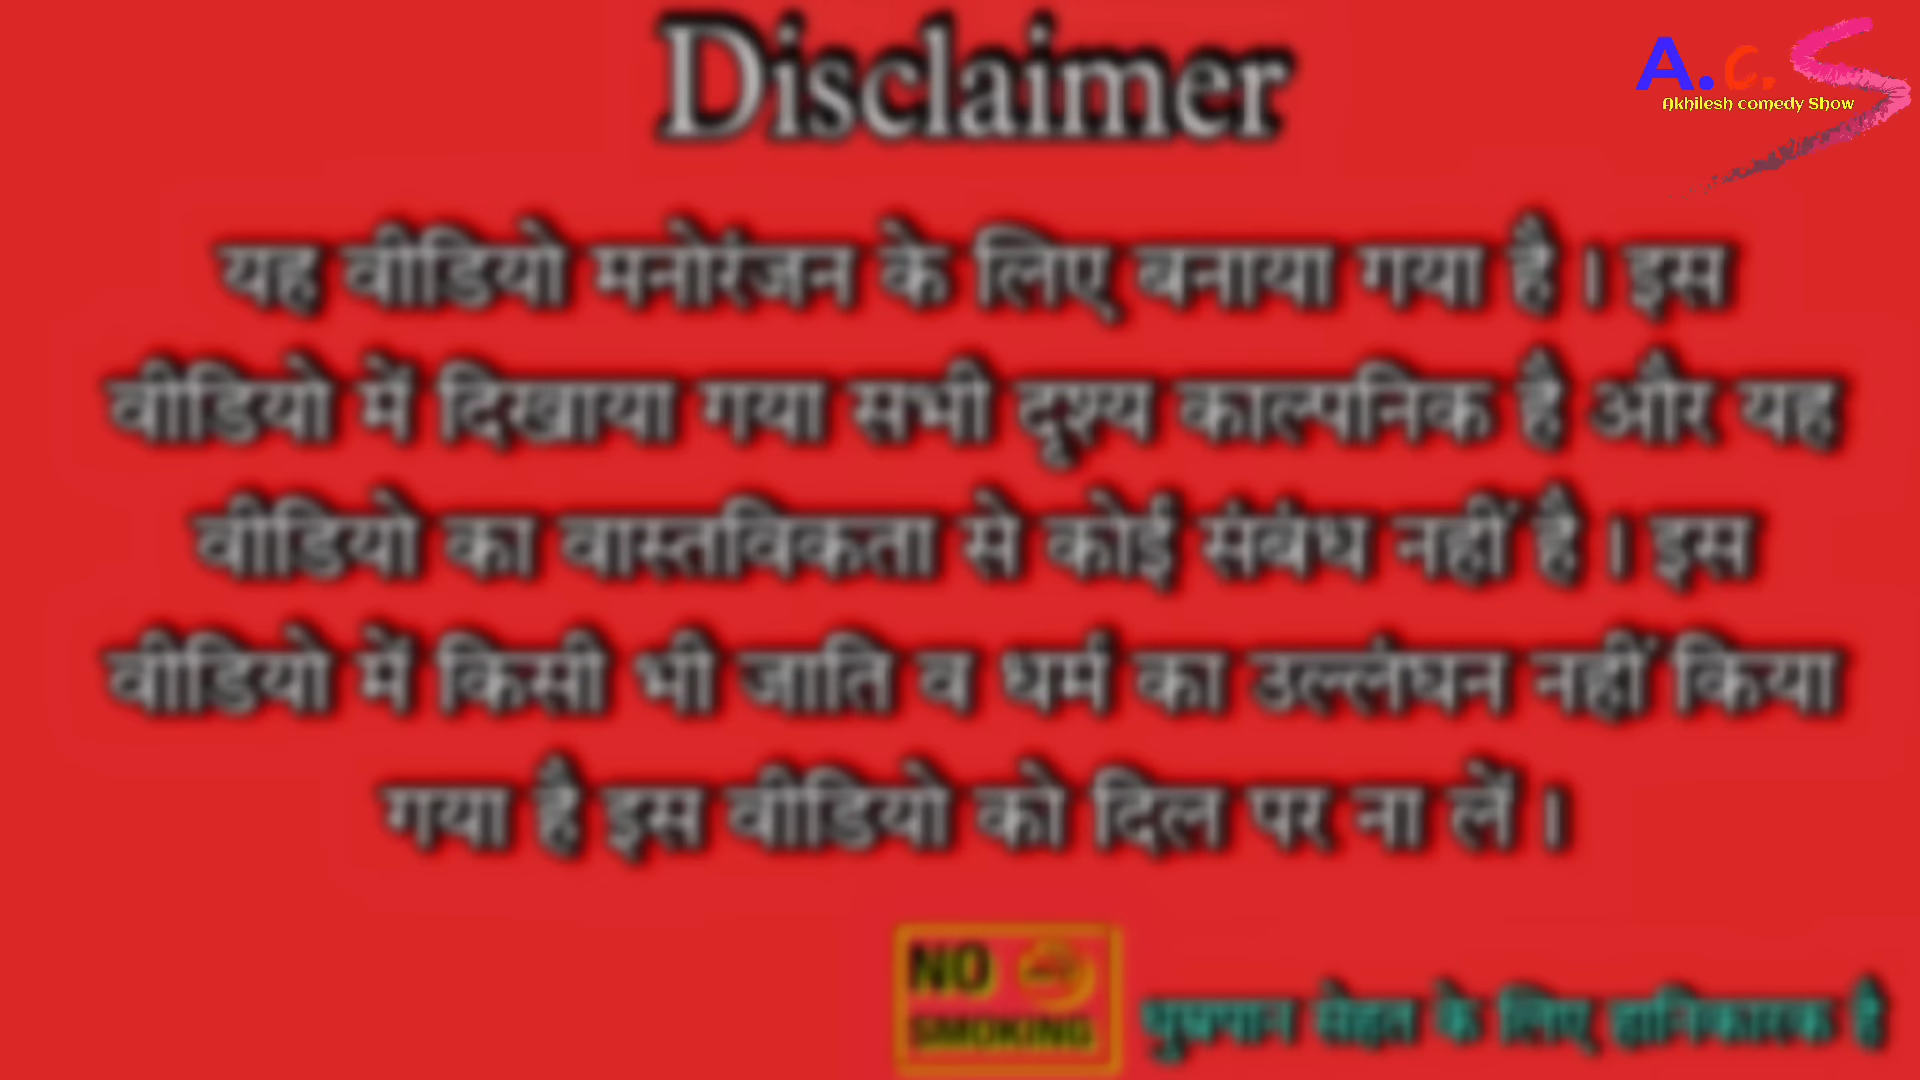 Disclaimer
A.C.S
Akhilesh comedy Show
यह वीडियो मनोरंजन के लिए बनाया गया है । इस
वीडियो में दिखाया गया सभी दृश्य काल्पनिक है और यह
वीडियो का वास्तविकता से कोई संबंध नहीं है । इस
वीडियो में किसी भी जाति व धर्म का उल्लंघन नहीं किया
गया है इस वीडियो को दिल पर ना लें ।
NO
SMOKING
धुम्रपान सेहत के लिए हानिकारक है